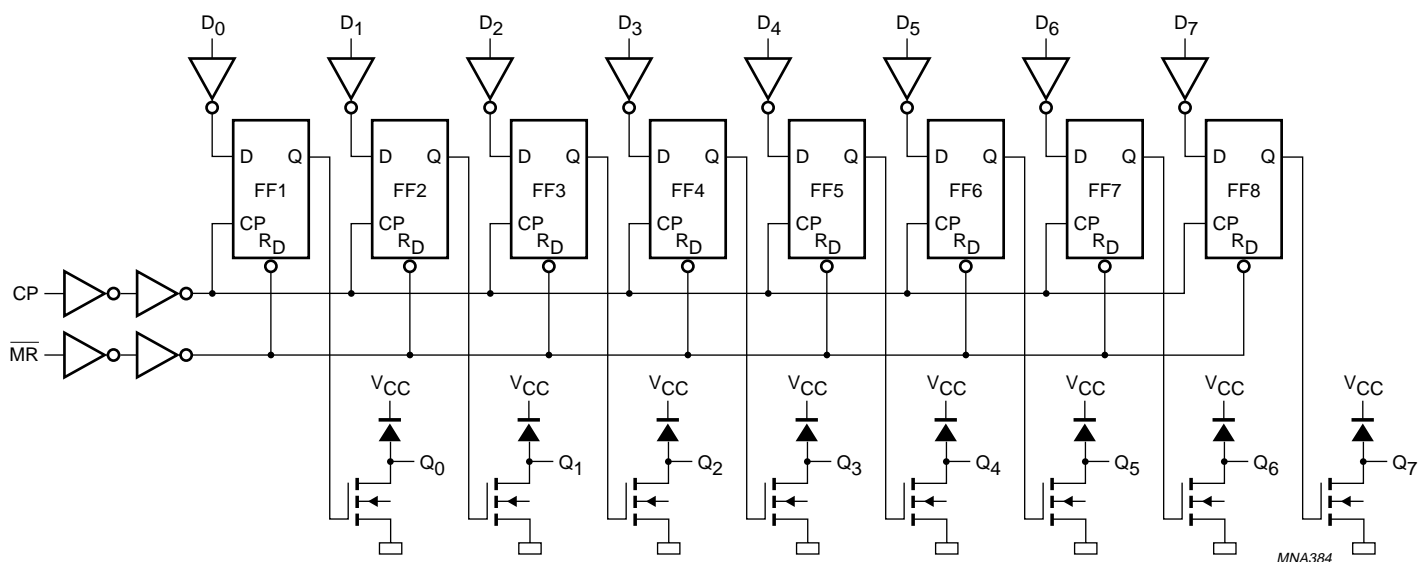 D0 D1 D2 D3 D4 D5 D6 D7
D Q D Q D Q D Q D Q D Q D Q D Q
FF1 FF2 FF3 FF4 FF5 FF6 FF7 FF8
CP CP CP CP CP CP CP CP
RD RD RD RD RD RD RD RD
CP
MR
VCC VCC VCC VCC VCC VCC VCC VCC
Q0 Q1 Q2 Q3 Q4 Q5 Q6 Q7
MNA384